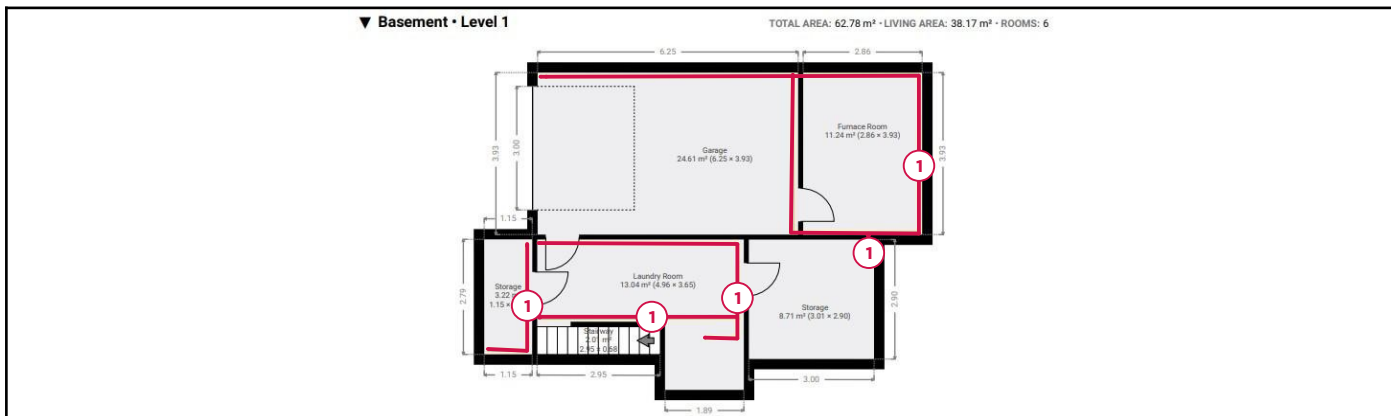 ▼ Basement • Level 1
TOTAL AREA: 62.78 m² • LIVING AREA: 38.17 m² • ROOMS: 6
6.25
2.86
3.93
3.00
Garage
24.61 m² (6.25 × 3.93)
Furnace Room
11.24 m² (2.86 × 3.93)
1
3.93
1.15
1
2.79
Storage
3.22
1.15 ×
1
Laundry Room
13.04 m² (4.96 × 3.65)
1
Storage
8.71 m² (3.01 × 2.90)
2.90
1
Stairway
2.01 m²
2.95 × 0.68
1.15
2.95
3.00
1.89